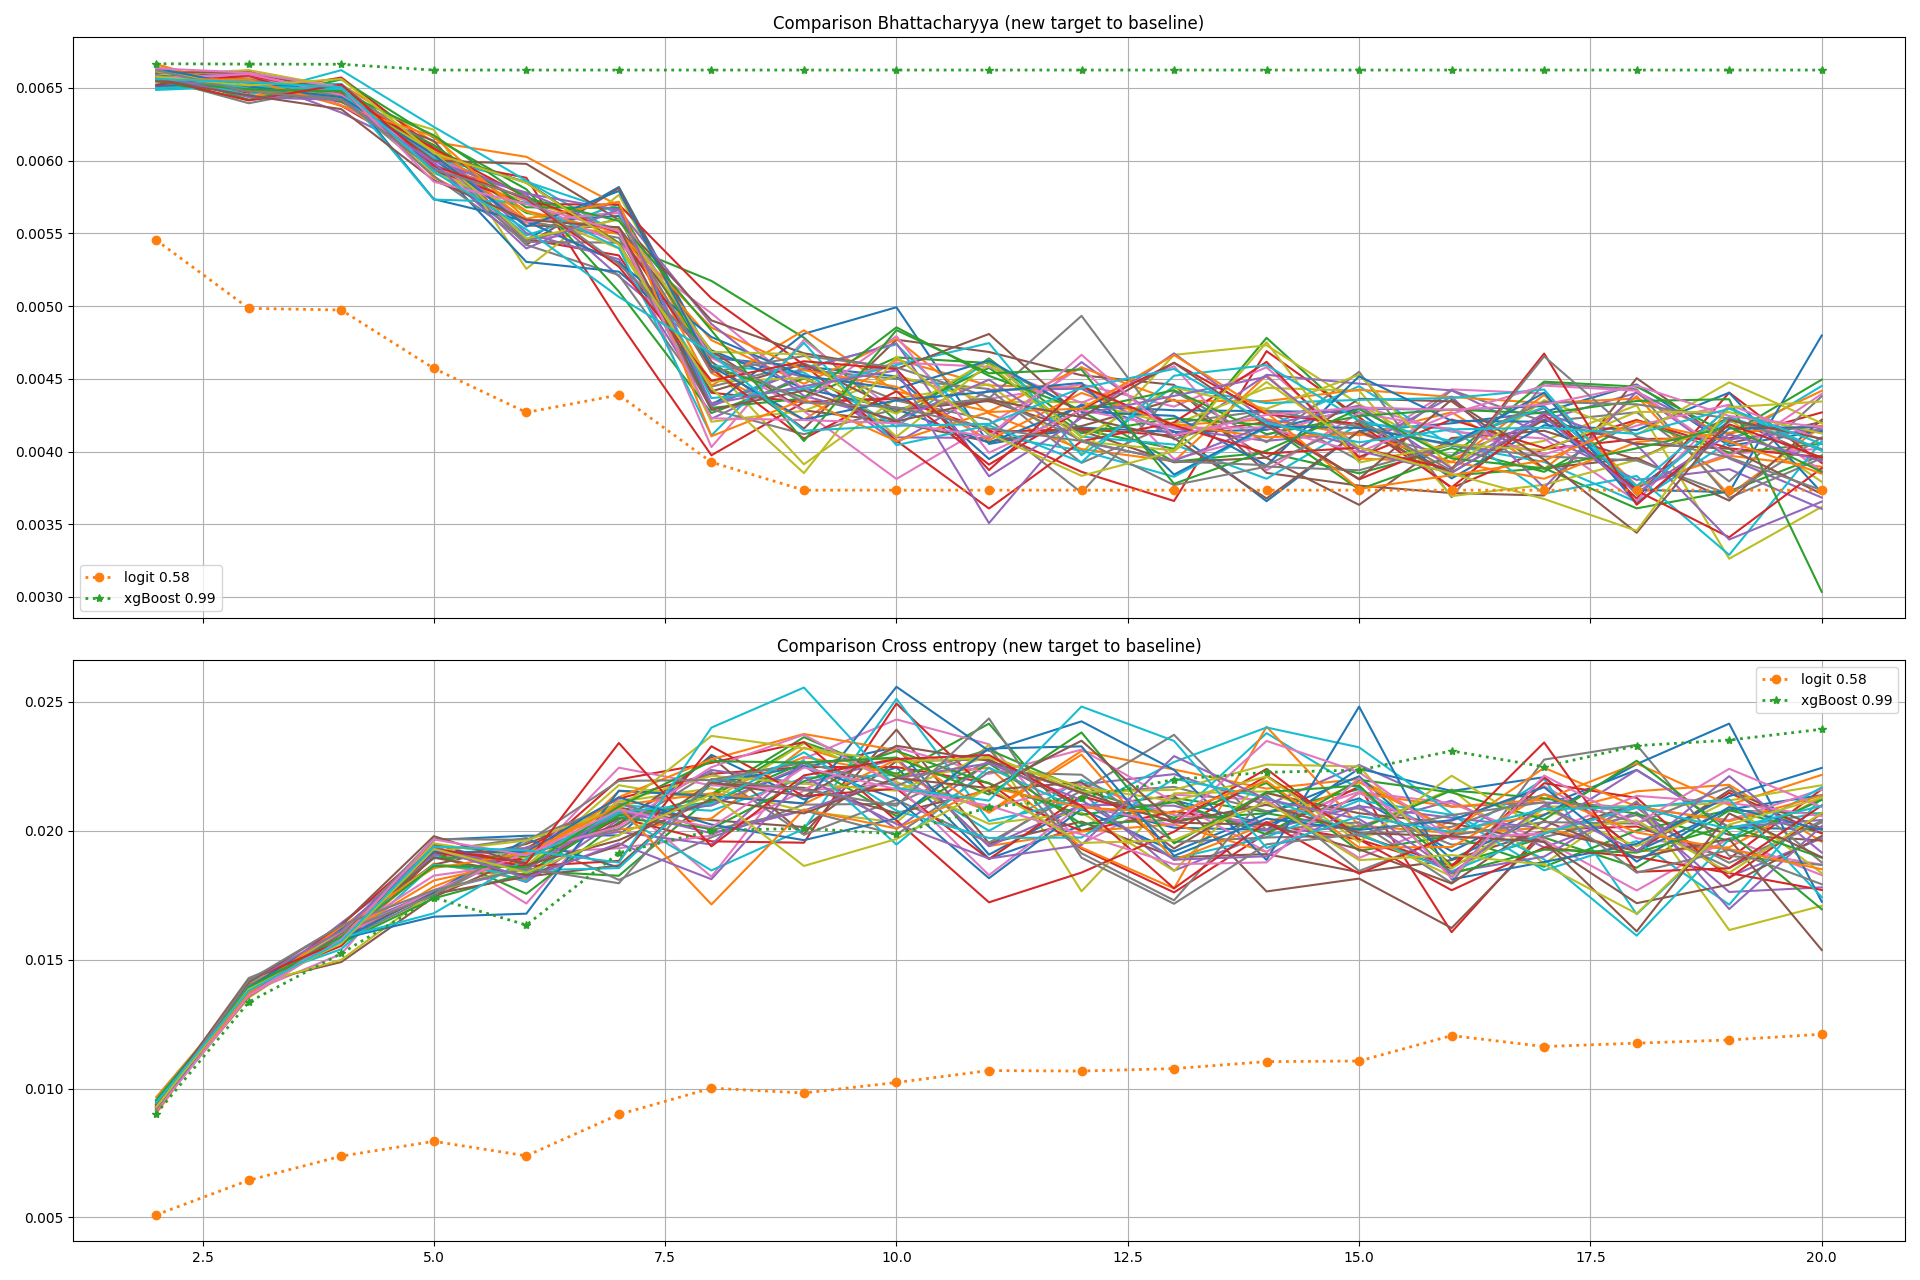 Comparison Bhattacharyya (new target to baseline)
0.0065
0.0060
0.0055
0.0050
0.0045
0.0040
0.0035
0.0030
logit 0.58
xgBoost 0.99
Comparison Cross entropy (new target to baseline)
0.025
0.020
0.015
0.010
0.005
logit 0.58
xgBoost 0.99
2.5 5.0 7.5 10.0 12.5 15.0 17.5 20.0